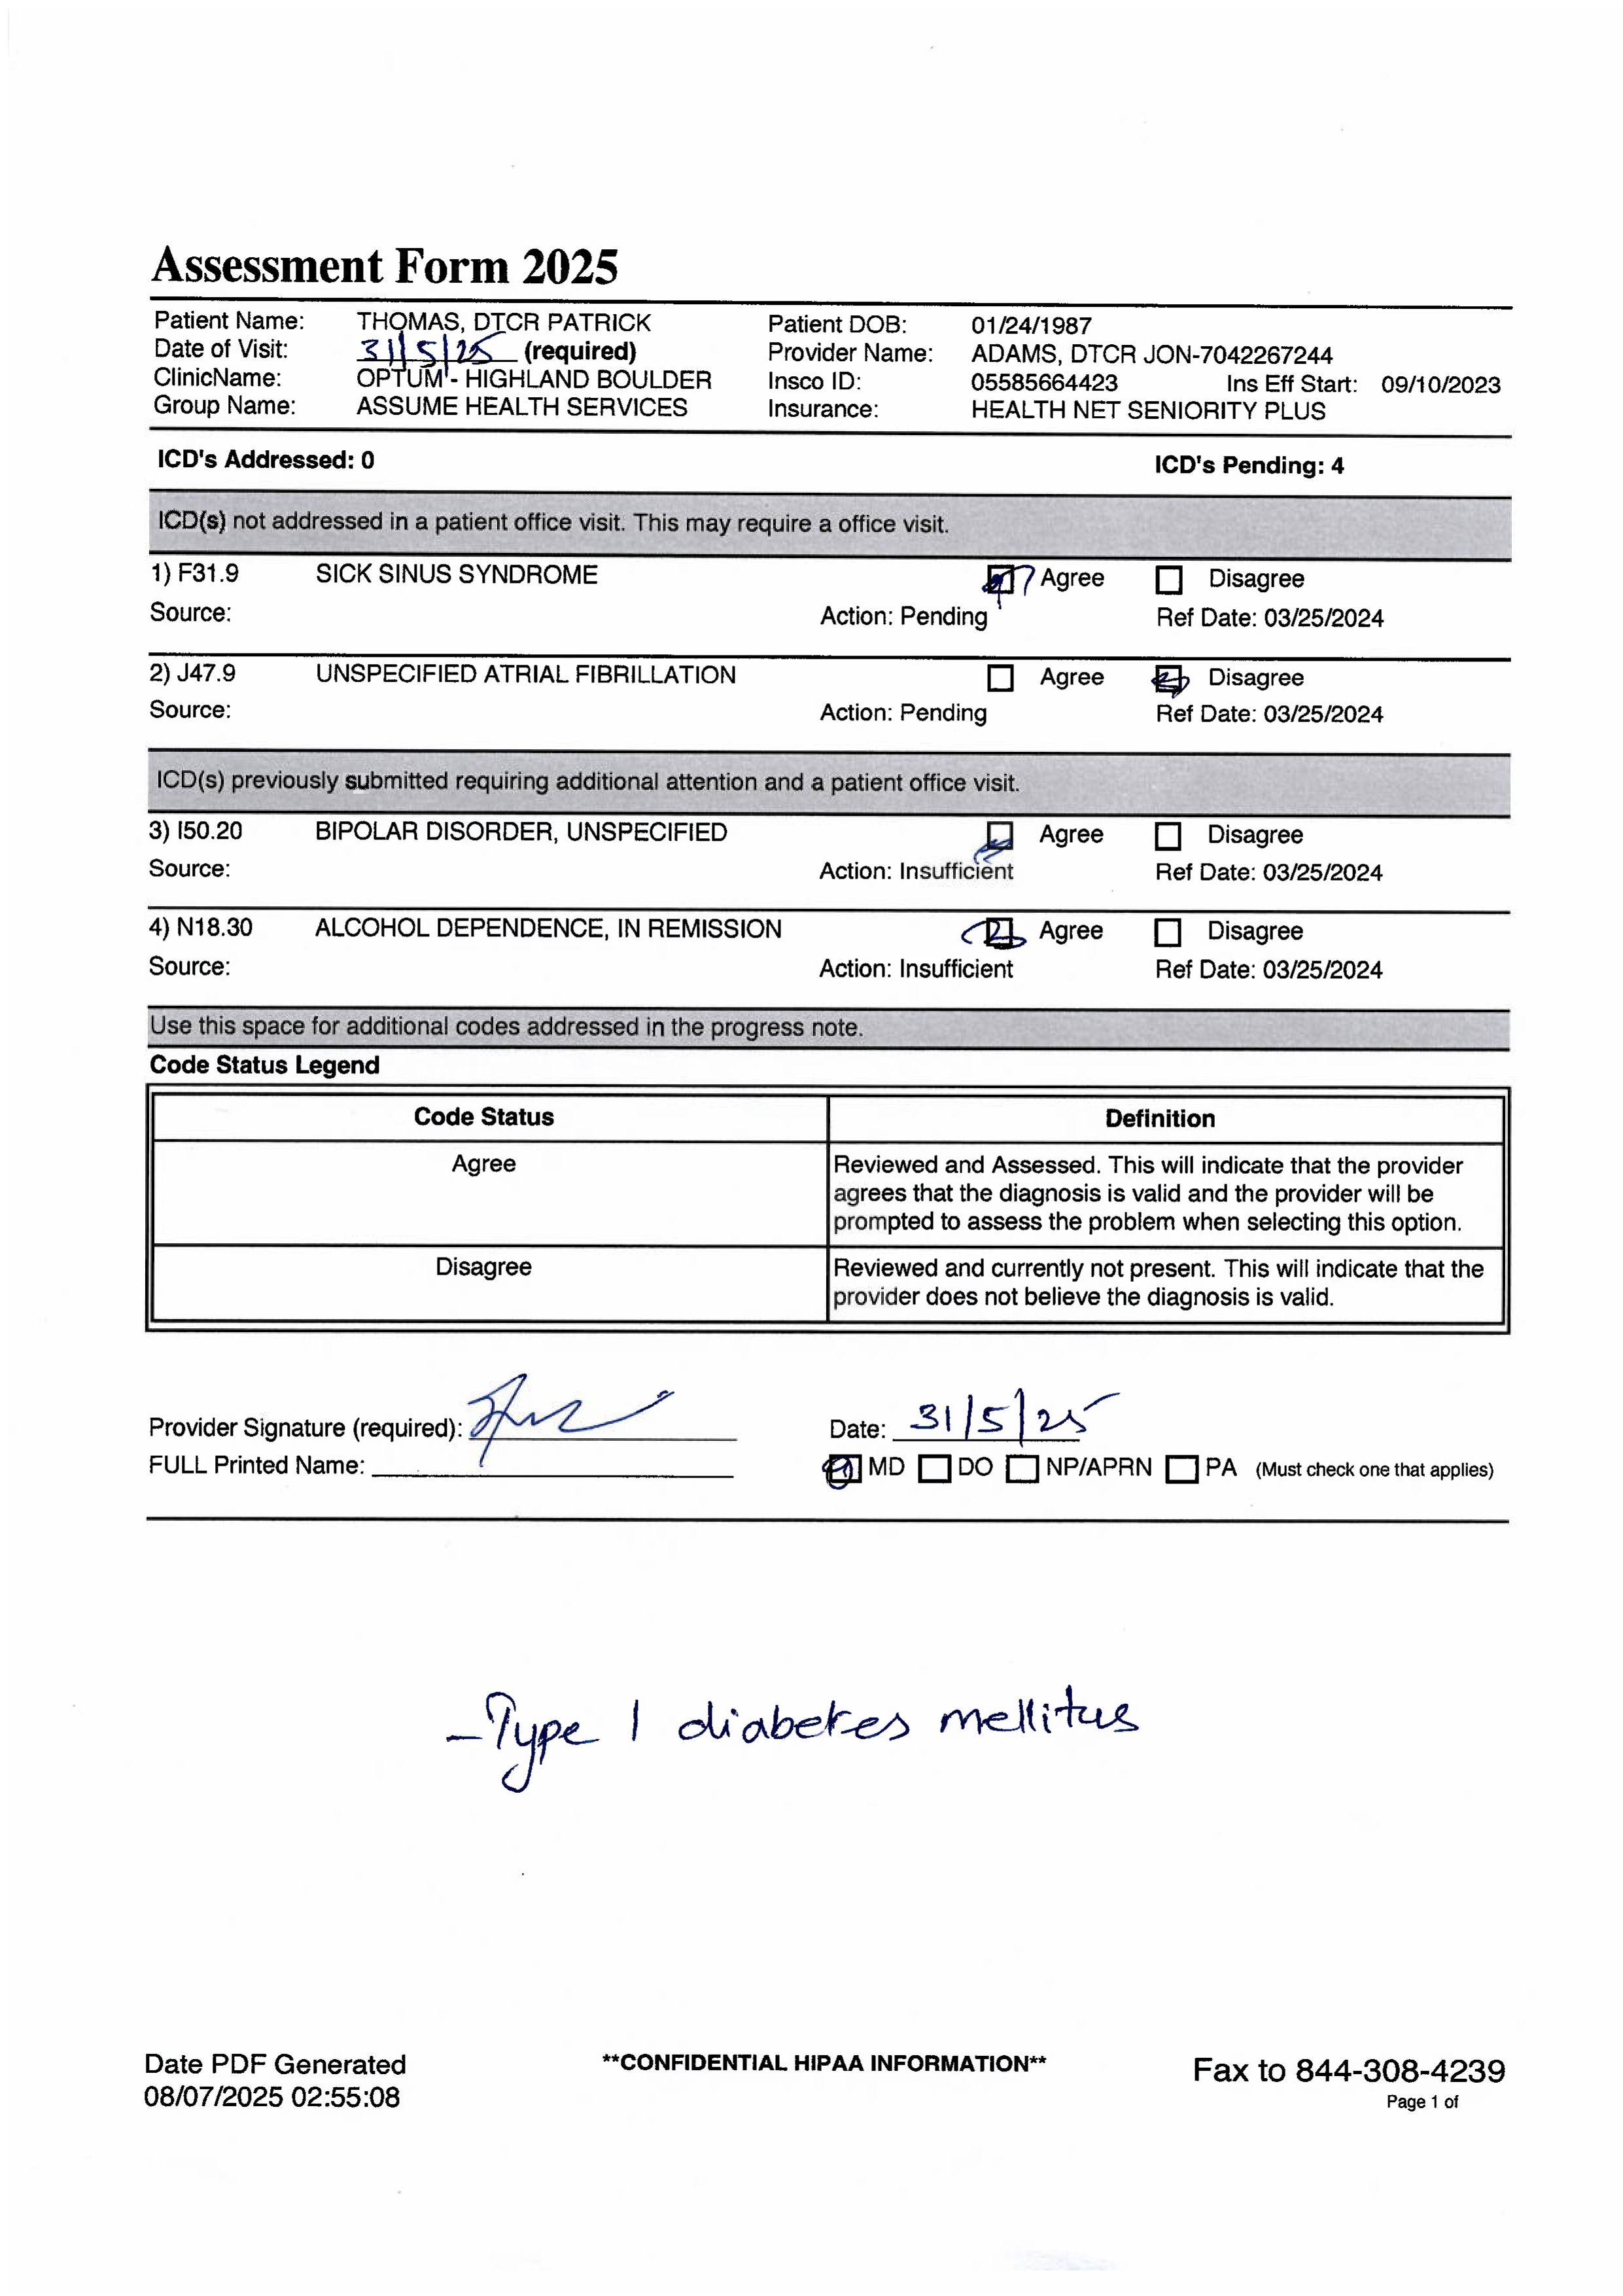 Assessment Form 2025
Patient Name: THOMAS, DTCR PATRICK Patient DOB: 01/24/1987
Date of Visit: 31/5/25 (required) Provider Name: ADAMS, DTCR JON-7042267244
ClinicName: OPTUM - HIGHLAND BOULDER Insco ID: 05585664423 Ins Eff Start: 09/10/2023
Group Name: ASSUME HEALTH SERVICES Insurance: HEALTH NET SENIORITY PLUS
ICD's Addressed: 0 ICD's Pending: 4
ICD(s) not addressed in a patient office visit. This may require a office visit.
1) F31.9 SICK SINUS SYNDROME Agree Disagree
Source: Action: Pending Ref Date: 03/25/2024
2) J47.9 UNSPECIFIED ATRIAL FIBRILLATION Agree Disagree
Source: Action: Pending Ref Date: 03/25/2024
ICD(s) previously submitted requiring additional attention and a patient office visit.
3) I50.20 BIPOLAR DISORDER, UNSPECIFIED Agree Disagree
Source: Action: Insufficient Ref Date: 03/25/2024
4) N18.30 ALCOHOL DEPENDENCE, IN REMISSION Agree Disagree
Source: Action: Insufficient Ref Date: 03/25/2024
Use this space for additional codes addressed in the progress note.
Code Status Legend
Code Status Definition
Agree Reviewed and Assessed. This will indicate that the provider
agrees that the diagnosis is valid and the provider will be
prompted to assess the problem when selecting this option.
Disagree Reviewed and currently not present. This will indicate that the
provider does not believe the diagnosis is valid.
Provider Signature (required): Date: 31/5/25
FULL Printed Name: MD DO NP/APRN PA (Must check one that applies)
-Type 1 diabetes mellitus
Date PDF Generated **CONFIDENTIAL HIPAA INFORMATION** Fax to 844-308-4239
08/07/2025 02:55:08 Page 1 of